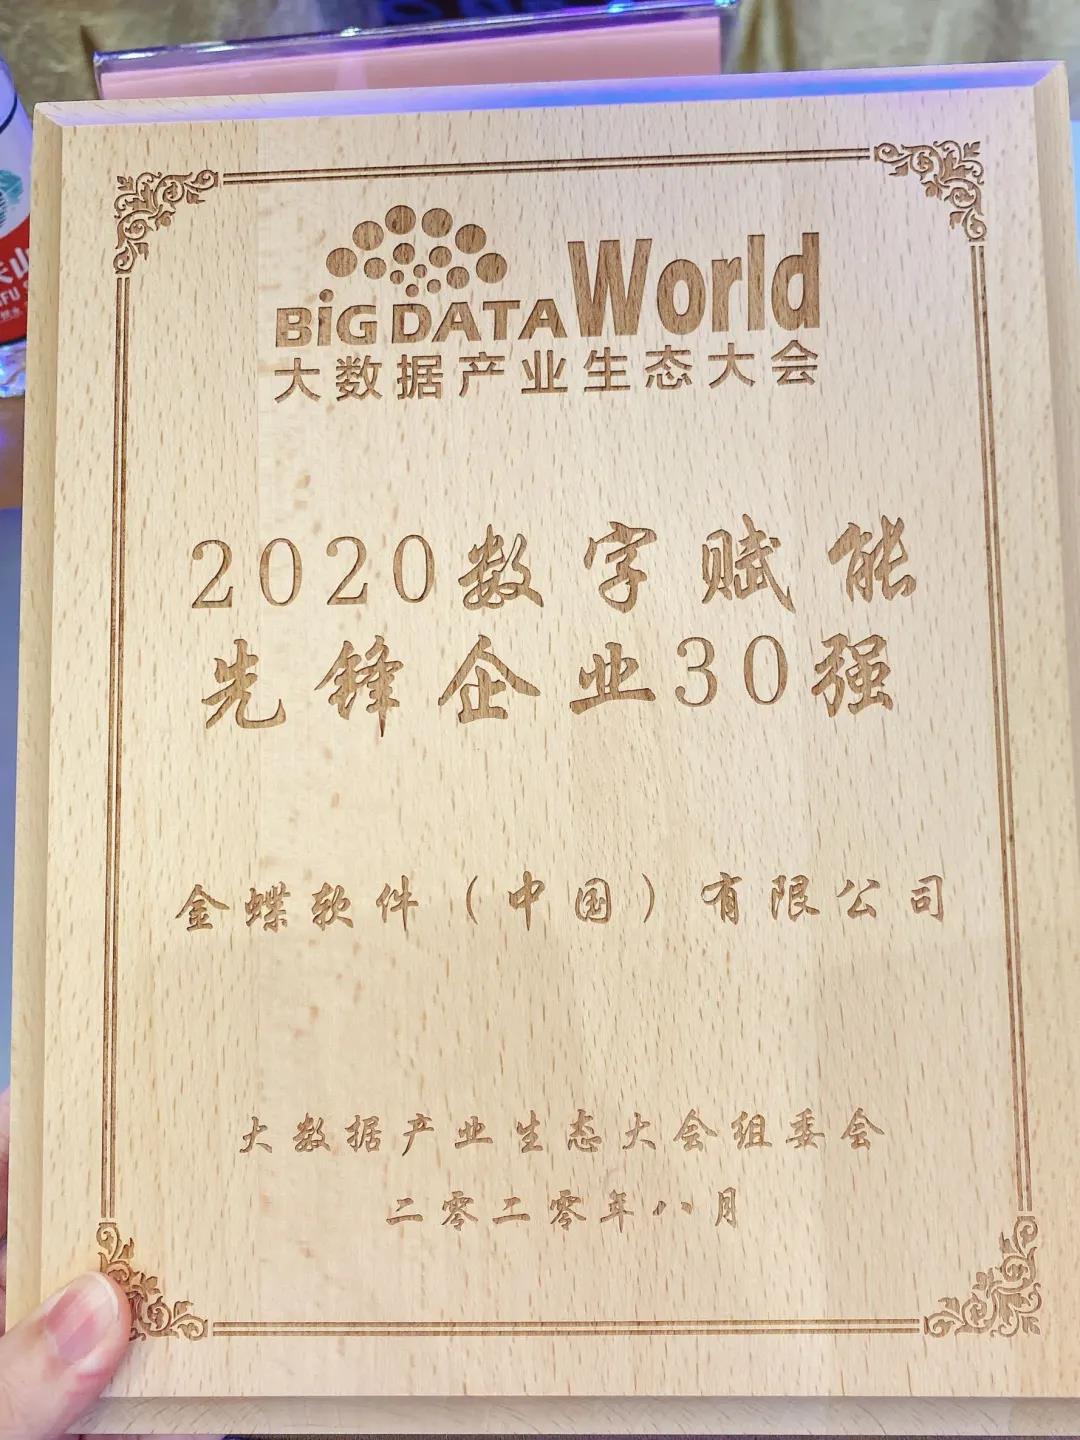 BiG DATA World
大数据产业生态大会
2020数字赋能
先锋企业30强
金蝶软件（中国）有限公司
大数据产业生态大会组委会
二零二零年八月